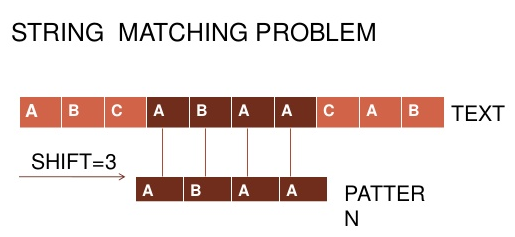 STRING MATCHING PROBLEM
A B C A B A A C A B TEXT
SHIFT=3
A B A A PATTER
N